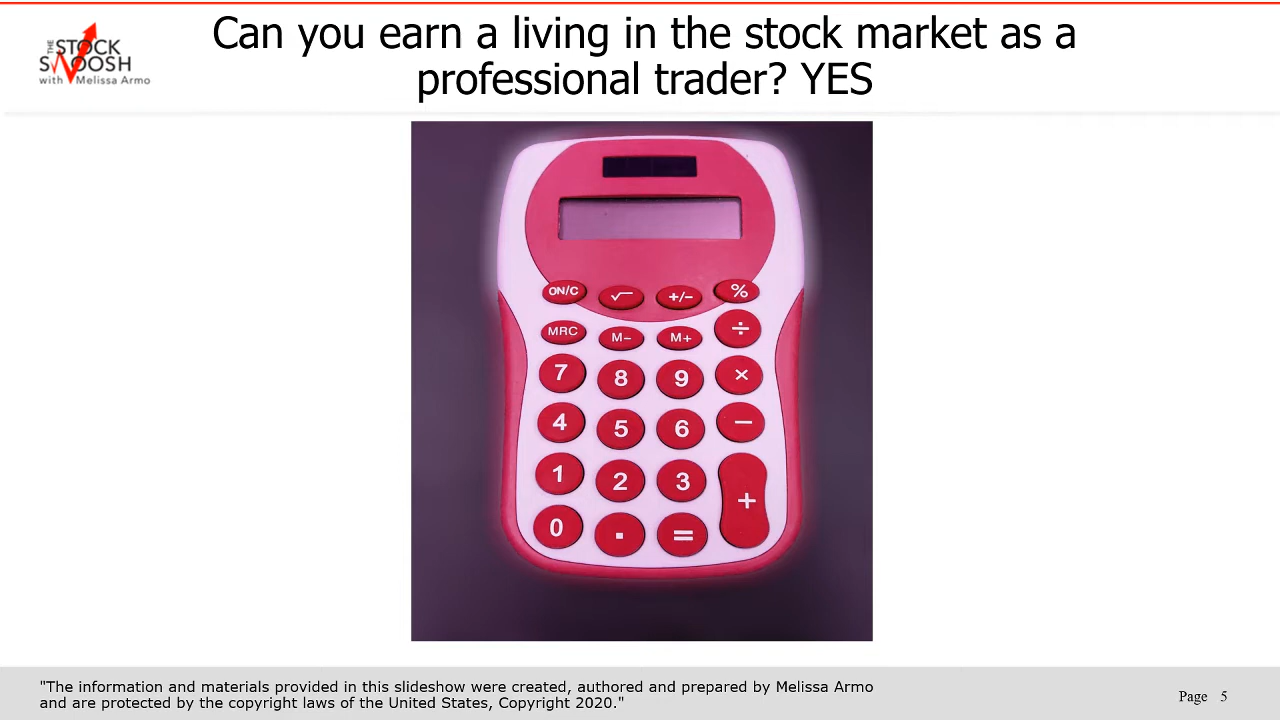 THE
STOCK
SWOOSH
with Melissa Armo
Can you earn a living in the stock market as a
professional trader? YES
ON/C √ +/− %
MRC M− M+ ÷
7 8 9 ×
4 5 6 −
1 2 3 +
0 . =
"The information and materials provided in this slideshow were created, authored and prepared by Melissa Armo
and are protected by the copyright laws of the United States, Copyright 2020."
Page 5